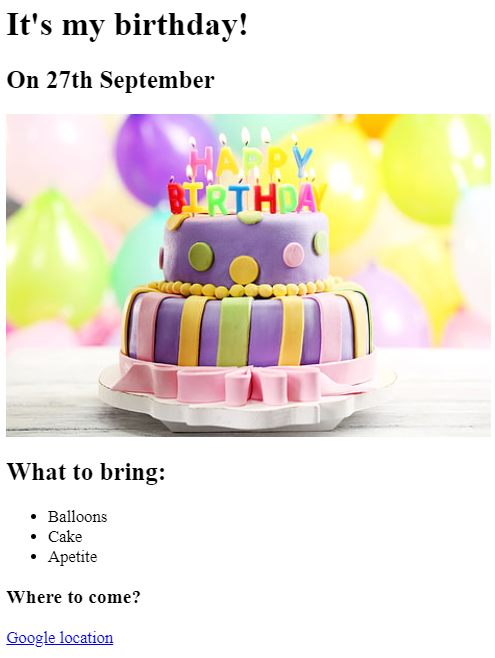 It's my birthday!
On 27th September
HAPPY
BIRTHDAY
What to bring:
Balloons
Cake
Apetite
Where to come?
Google location